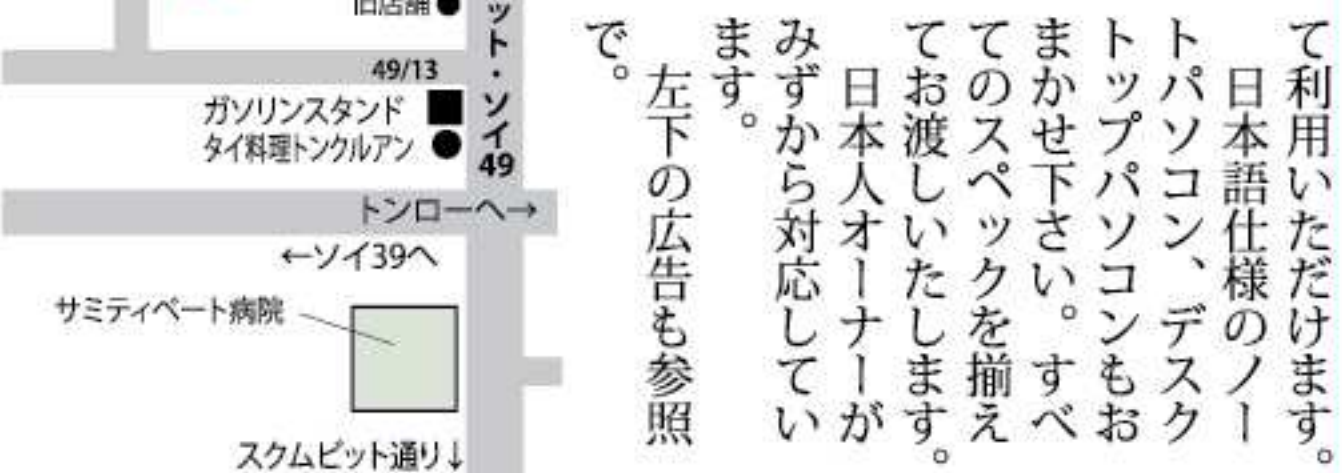 て利用いただけます。
日本語仕様のノー
トパソコン、デスク
トップパソコンもお
まかせ下さい。すべ
てのスペックを揃え
てお渡しいたします。
日本人オーナーが
みずから対応してい
ます。
左下の広告も参照
で。
旧店舗
ット・ソイ49
49/13
ガソリンスタンド
タイ料理トンクルアン
トンローへ→
←ソイ39へ
サミティベート病院
スクムビット通り↓